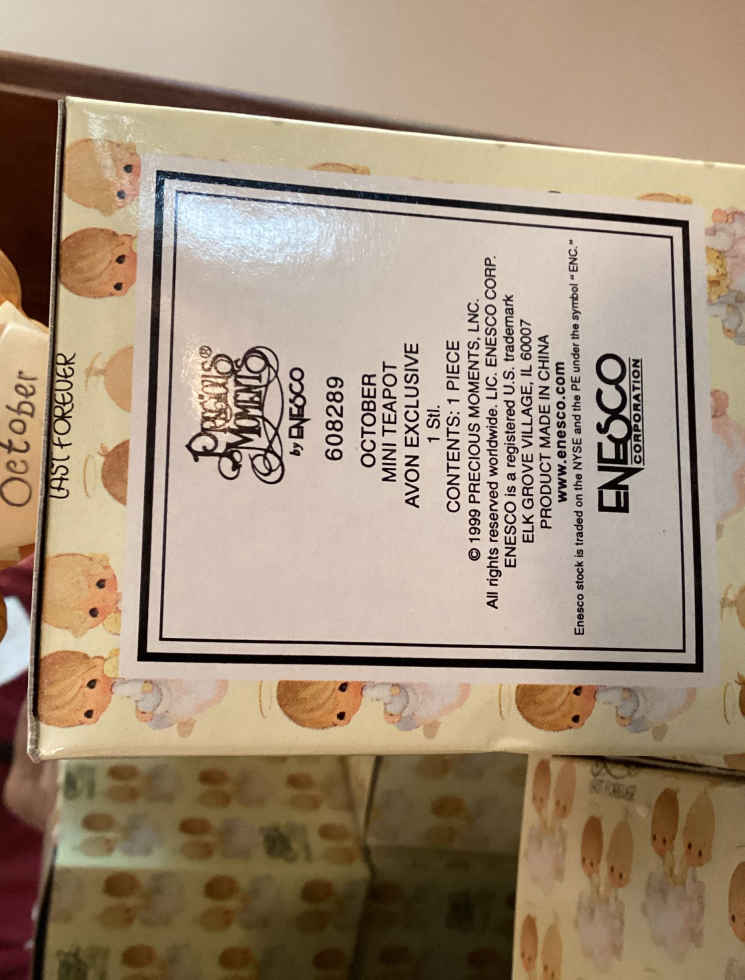 October
LAST FOREVER
PRECIOUS
MOMENTS®
by ENESCO
608289
OCTOBER
MINI TEAPOT
AVON EXCLUSIVE
1 Stl.
CONTENTS: 1 PIECE
© 1999 PRECIOUS MOMENTS, LNC.
All rights reserved worldwide. LIC. ENESCO CORP.
ENESCO is a registered U.S. trademark
ELK GROVE VILLAGE, IL 60007
PRODUCT MADE IN CHINA
www.enesco.com
Enesco stock is traded on the NYSE and the PE under the symbol "ENC."
ENESCO
CORPORATION